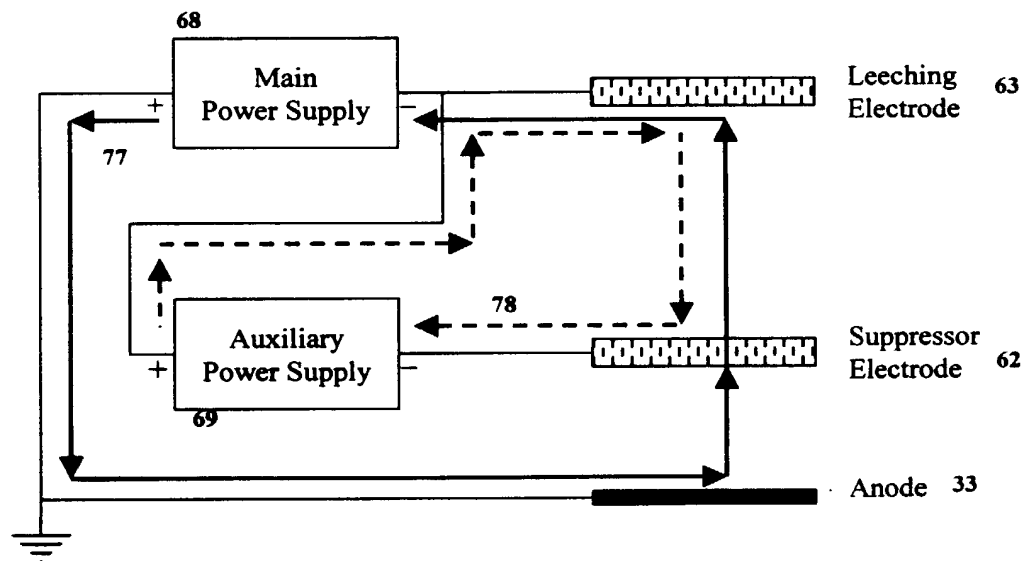 68
Main
Power Supply
+
−
Leeching
Electrode 63
77
78
Auxiliary
Power Supply
+
−
69
Suppressor
Electrode 62
Anode 33